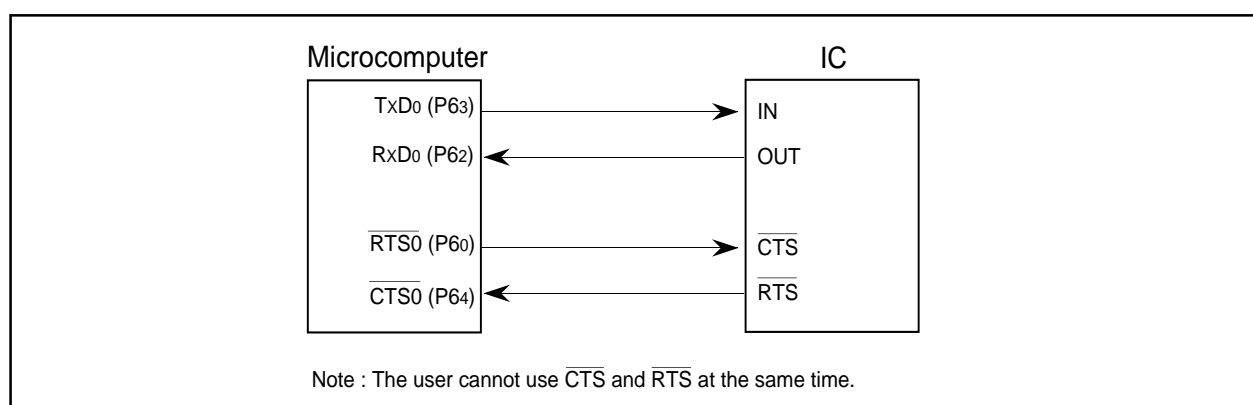 Microcomputer
IC
TxD0 (P63)
IN
RxD0 (P62)
OUT
RTS0 (P60)
CTS
CTS0 (P64)
RTS
Note : The user cannot use CTS and RTS at the same time.